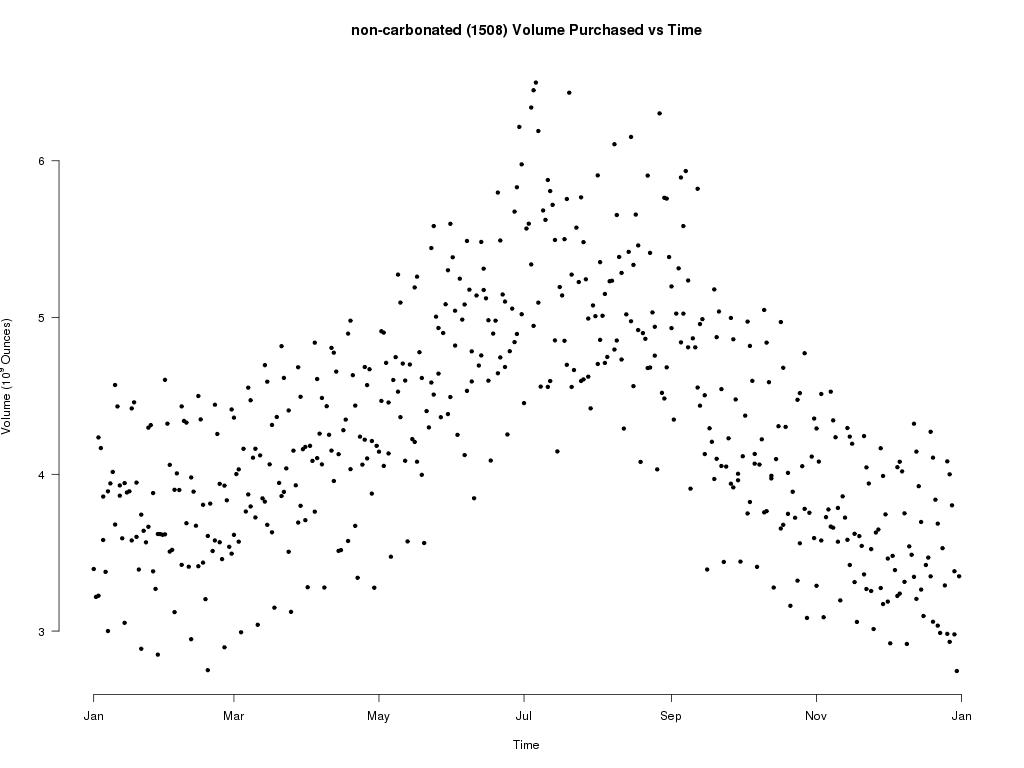 non-carbonated (1508) Volume Purchased vs Time
Volume (10⁹ Ounces)
6
5
4
3
Jan Mar May Jul Sep Nov Jan
Time